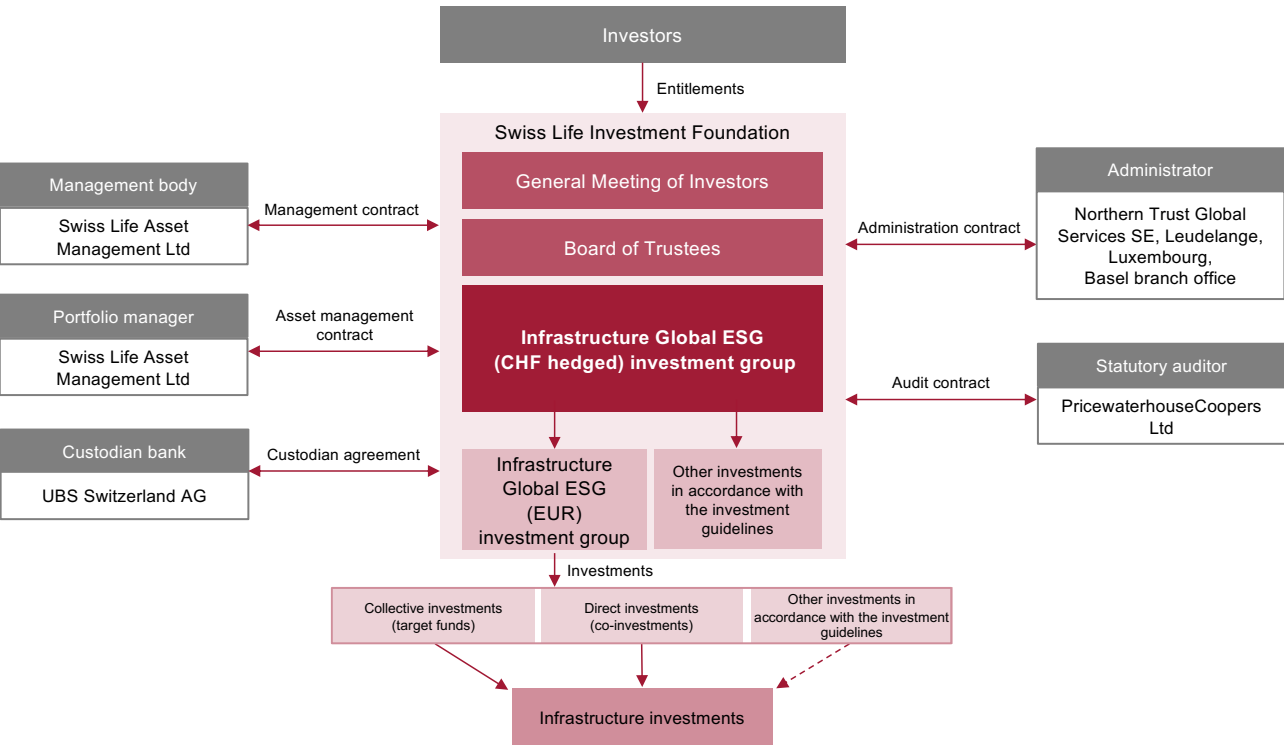 Investors
Entitlements
Swiss Life Investment Foundation
General Meeting of Investors
Board of Trustees
Infrastructure Global ESG
(CHF hedged) investment group
Management body
Swiss Life Asset
Management Ltd
Management contract
Portfolio manager
Swiss Life Asset
Management Ltd
Asset management
contract
Custodian bank
UBS Switzerland AG
Custodian agreement
Administrator
Northern Trust Global
Services SE, Leudelange,
Luxembourg,
Basel branch office
Administration contract
Statutory auditor
PricewaterhouseCoopers
Ltd
Audit contract
Infrastructure
Global ESG
(EUR)
investment group
Other investments
in accordance with
the investment
guidelines
Investments
Collective investments
(target funds)
Direct investments
(co-investments)
Other investments in
accordance with the investment
guidelines
Infrastructure investments